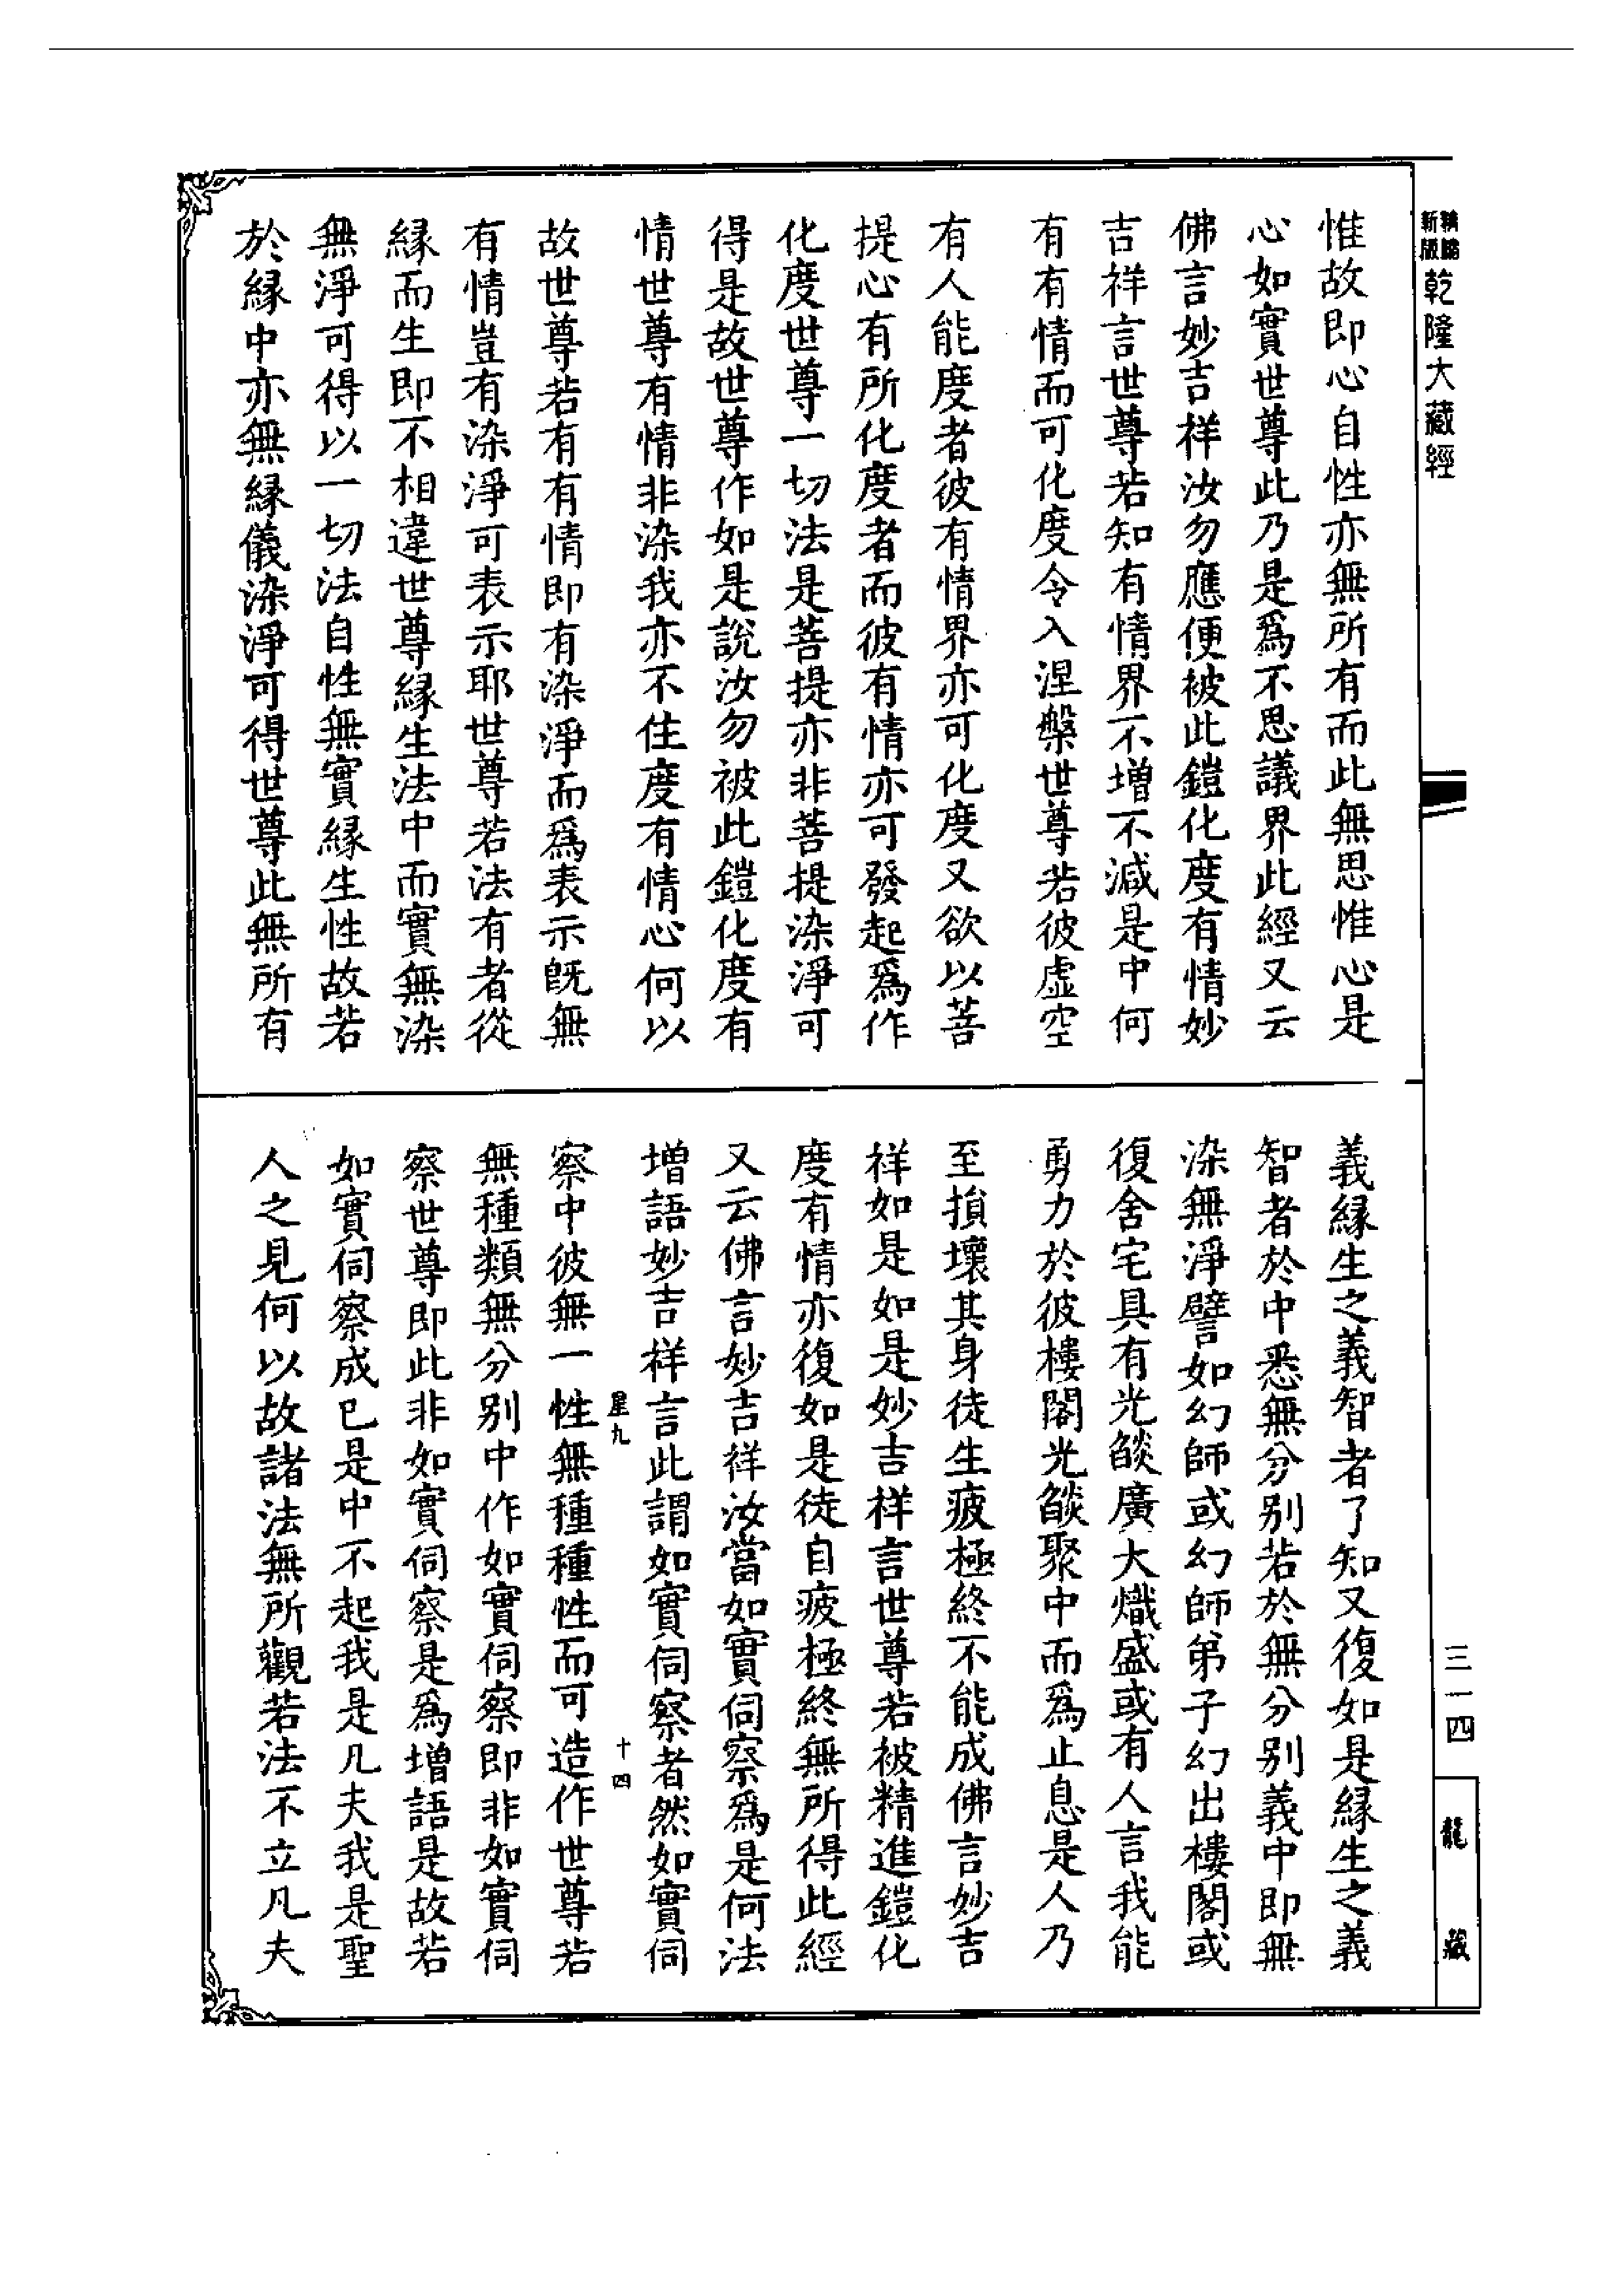 新版精編
乾隆大藏經
惟故即心自性亦無所有而此無思惟心是
心如實世尊此乃是爲不思議界此經又云
佛言妙吉祥汝勿應便被此鎧化度有情妙
吉祥言世尊若知有情界不增不減是中何
有有情而可化度令入涅槃世尊若彼虛空
有人能度者彼有情界亦可化度又欲以菩
提心有所化度者而彼有情亦可發起爲作
化度世尊一切法是菩提亦非菩提染淨可
得是故世尊作如是說汝勿被此鎧化度有
情世尊有情非染我亦不住度有情心何以
故世尊若有有情即有染淨而爲表示旣無
有情豈有染淨可表示耶世尊若法有者從
緣而生即不相違世尊緣生法中而實無染
無淨可得以一切法自性無實緣生性故若
於緣中亦無緣儀染淨可得世尊此無所有
義緣生之義智者了知又復如是緣生之義
智者於中悉無分別若於無分別義中即無
染無淨譬如幻師或幻師弟子幻出樓閣或
復舍宅具有光燄廣大熾盛或有人言我能
勇力於彼樓閣光燄聚中而爲止息是人乃
至損壞其身徒生疲極終不能成佛言妙吉
祥如是如是妙吉祥言世尊若被精進鎧化
度有情亦復如是徒自疲極終無所得此經
又云佛言妙吉祥汝當如實伺察爲是何法
增語妙吉祥言此謂如實伺察者然如實伺
星九
十四
察中彼無一性無種種性而可造作世尊若
無種類無分別中作如實伺察即非如實伺
察世尊即此非如實伺察是爲增語是故若
如實伺察成已是中不起我是凡夫我是聖
人之見何以故諸法無所觀若法不立凡夫
三一四
龍藏